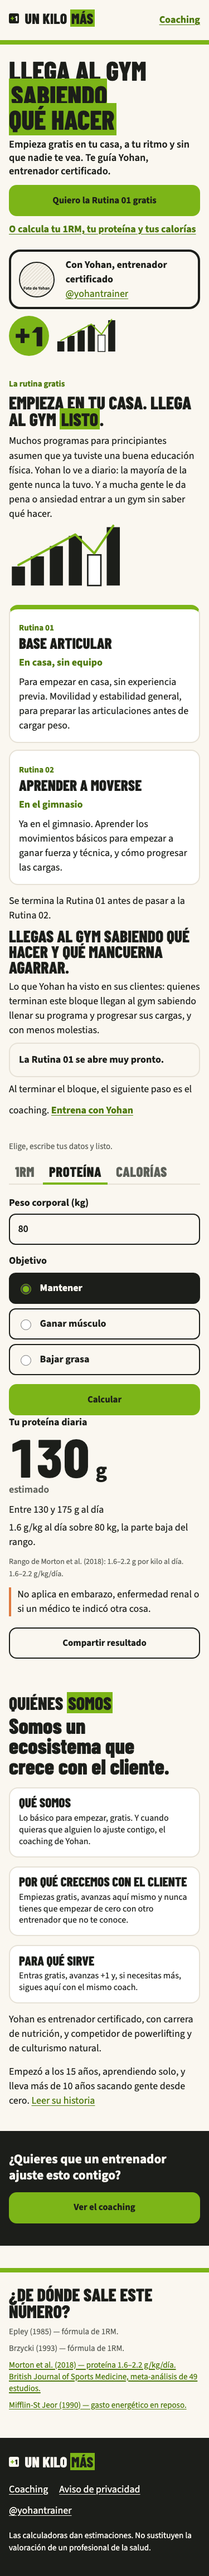 +1 UN KILO MÁS
Coaching
LLEGA AL GYM
SABIENDO
QUÉ HACER
Empieza gratis en tu casa, a tu ritmo y sin
que nadie te vea. Te guía Yohan,
entrenador certificado.
Quiero la Rutina 01 gratis
O calcula tu 1RM, tu proteína y tus calorías
Foto de Yohan
Con Yohan, entrenador
certificado
@yohantrainer
+1
La rutina gratis
EMPIEZA EN TU CASA. LLEGA
AL GYM LISTO.
Muchos programas para principiantes
asumen que ya tuviste una buena educación
física. Yohan lo ve a diario: la mayoría de la
gente nunca la tuvo. Y a mucha gente le da
pena o ansiedad entrar a un gym sin saber
qué hacer.
Rutina 01
BASE ARTICULAR
En casa, sin equipo
Para empezar en casa, sin experiencia
previa. Movilidad y estabilidad general,
para preparar las articulaciones antes de
cargar peso.
Rutina 02
APRENDER A MOVERSE
En el gimnasio
Ya en el gimnasio. Aprender los
movimientos básicos para empezar a
ganar fuerza y técnica, y cómo progresar
las cargas.
Se termina la Rutina 01 antes de pasar a la
Rutina 02.
LLEGAS AL GYM SABIENDO QUÉ
HACER Y QUÉ MANCUERNA
AGARRAR.
Lo que Yohan ha visto en sus clientes: quienes
terminan este bloque llegan al gym sabiendo
llenar su programa y progresar sus cargas, y
con menos molestias.
La Rutina 01 se abre muy pronto.
Al terminar el bloque, el siguiente paso es el
coaching. Entrena con Yohan
Elige, escribe tus datos y listo.
1RM PROTEÍNA CALORÍAS
Peso corporal (kg)
80
Objetivo
Mantener
Ganar músculo
Bajar grasa
Calcular
Tu proteína diaria
130 g
estimado
Entre 130 y 175 g al día
1.6 g/kg al día sobre 80 kg, la parte baja del
rango.
Rango de Morton et al. (2018): 1.6–2.2 g por kilo al día.
1.6–2.2 g/kg/día.
No aplica en embarazo, enfermedad renal o
si un médico te indicó otra cosa.
Compartir resultado
QUIÉNES SOMOS
Somos un
ecosistema que
crece con el cliente.
QUÉ SOMOS
Lo básico para empezar, gratis. Y cuando
quieras que alguien lo ajuste contigo, el
coaching de Yohan.
POR QUÉ CRECEMOS CON EL CLIENTE
Empiezas gratis, avanzas aquí mismo y nunca
tienes que empezar de cero con otro
entrenador que no te conoce.
PARA QUÉ SIRVE
Entras gratis, avanzas +1 y, si necesitas más,
sigues aquí con el mismo coach.
Yohan es entrenador certificado, con carrera
de nutrición, y competidor de powerlifting y
de culturismo natural.
Empezó a los 15 años, aprendiendo solo, y
lleva más de 10 años sacando gente desde
cero. Leer su historia
¿Quieres que un entrenador
ajuste esto contigo?
Ver el coaching
¿DE DÓNDE SALE ESTE
NÚMERO?
Epley (1985) — fórmula de 1RM.
Brzycki (1993) — fórmula de 1RM.
Morton et al. (2018) — proteína 1.6–2.2 g/kg/día.
British Journal of Sports Medicine, meta-análisis de 49
estudios.
Mifflin-St Jeor (1990) — gasto energético en reposo.
+1 UN KILO MÁS
Coaching Aviso de privacidad
@yohantrainer
Las calculadoras dan estimaciones. No sustituyen la
valoración de un profesional de la salud.